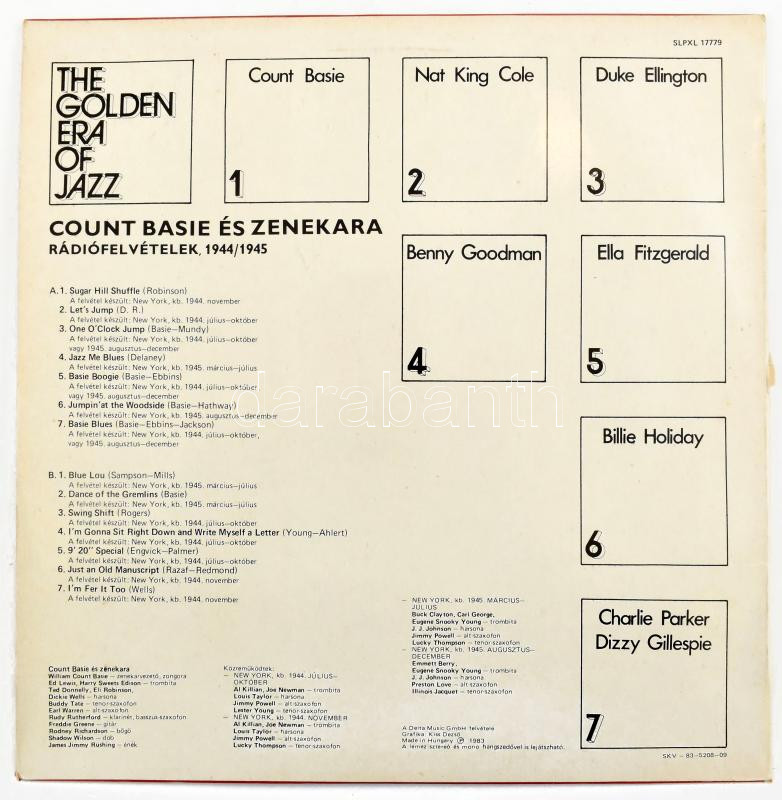 SLPXL 17779
THE
GOLDEN
ERA
OF
JAZZ
Count Basie
1
Nat King Cole
2
Duke Ellington
3
COUNT BASIE ÉS ZENEKARA
RÁDIÓFELVÉTELEK, 1944/1945
Benny Goodman
4
Ella Fitzgerald
5
Billie Holiday
6
Charlie Parker
Dizzy Gillespie
7
A. 1. Sugar Hill Shuffle (Robinson)
A felvétel készült: New York, kb. 1944. november
2. Let's Jump (D. R.)
A felvétel készült: New York, kb. 1944. július–október
3. One O'Clock Jump (Basie–Mundy)
A felvétel készült: New York, kb. 1944. július–október
vagy 1945. augusztus–december
4. Jazz Me Blues (Delaney)
A felvétel készült: New York, kb. 1945. március–július
5. Basie Boogie (Basie–Ebbins)
A felvétel készült: New York, kb. 1944. július–október
vagy 1945. augusztus–december
6. Jumpin'at the Woodside (Basie–Hathway)
A felvétel készült: New York, kb. 1945. augusztus–december
7. Basie Blues (Basie–Ebbins–Jackson)
A felvétel készült: New York, kb. 1944. július–október,
vagy 1945. augusztus–december
B. 1. Blue Lou (Sampson–Mills)
A felvétel készült: New York, kb. 1945. március–július
2. Dance of the Gremlins (Basie)
A felvétel készült: New York, kb. 1945. március–július
3. Swing Shift (Rogers)
A felvétel készült: New York, kb. 1944. július–október
4. I'm Gonna Sit Right Down and Write Myself a Letter (Young–Ahlert)
A felvétel készült: New York, kb. 1944. július–október
5. 9' 20'' Special (Engvick–Palmer)
A felvétel készült: New York, kb. 1944. július–október
6. Just an Old Manuscript (Razaf–Redmond)
A felvétel készült: New York, kb. 1944. november
7. I'm Fer It Too (Wells)
A felvétel készült: New York, kb. 1944. november
Count Basie és zenekara
William Count Basie – zenekarvezető, zongora
Ed Lewis, Harry Sweets Edison – trombita
Ted Donnelly, Eli Robinson,
Dickie Wells – harsona
Buddy Tate – tenor-szaxofon
Earl Warren – alt-szaxofon
Rudy Rutherford – klarinét, basszus-szaxofon
Freddie Greene – gitár
Rodney Richardson – bőgő
Shadow Wilson – dob
James Jimmy Rushing – ének
Közreműködtek:
– NEW YORK, kb. 1944. JÚLIUS–
OKTÓBER
Al Killian, Joe Newman – trombita
Louis Taylor – harsona
Jimmy Powell – alt-szaxofon
Lester Young – tenor-szaxofon
– NEW YORK, kb. 1944. NOVEMBER
Al Killian, Joe Newman – trombita
Louis Taylor – harsona
Jimmy Powell – alt-szaxofon
Lucky Thompson – tenor-szaxofon
– NEW YORK, kb. 1945. MÁRCIUS–
JÚLIUS
Buck Clayton, Carl George,
Eugene Snooky Young – trombita
J. J. Johnson – harsona
Jimmy Powell – alt-szaxofon
Lucky Thompson – tenor-szaxofon
– NEW YORK, kb. 1945. AUGUSZTUS–
DECEMBER
Emmett Berry,
Eugene Snooky Young – trombita
J. J. Johnson – harsona
Preston Love – alt-szaxofon
Illinois Jacquet – tenor-szaxofon
A Delta Music GmbH felvétele
Grafika: Kiss Dezső
Made in Hungary ℗ 1983
A lemez sztereó és mono hangszedővel is lejátszható.
SKV – 83-5208-09
darabanth